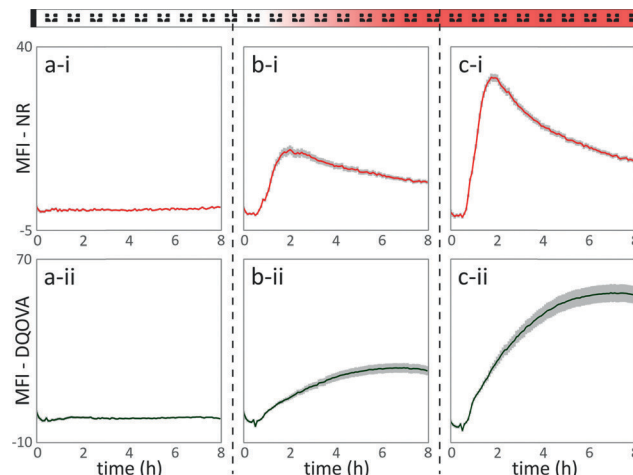 40
a-i
b-i
c-i
MFI - NR
-5
0 2 4 6 8
0 2 4 6 8
0 2 4 6 8
70
a-ii
b-ii
c-ii
MFI - DQOVA
-10
0 2 4 6 8
0 2 4 6 8
0 2 4 6 8
time (h)
time (h)
time (h)